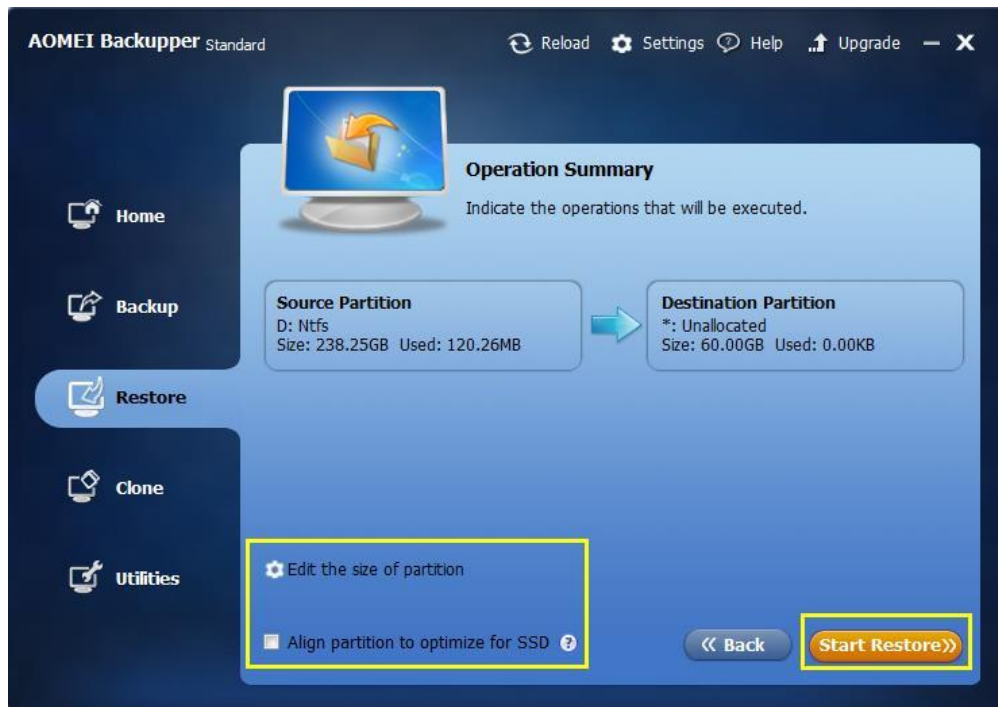 AOMEI Backupper Standard
Reload Settings Help Upgrade
Operation Summary
Indicate the operations that will be executed.
Home
Backup
Restore
Clone
Utilities
Source Partition
D: Ntfs
Size: 238.25GB Used: 120.26MB
Destination Partition
*: Unallocated
Size: 60.00GB Used: 0.00KB
Edit the size of partition
Align partition to optimize for SSD ?
« Back
Start Restore»